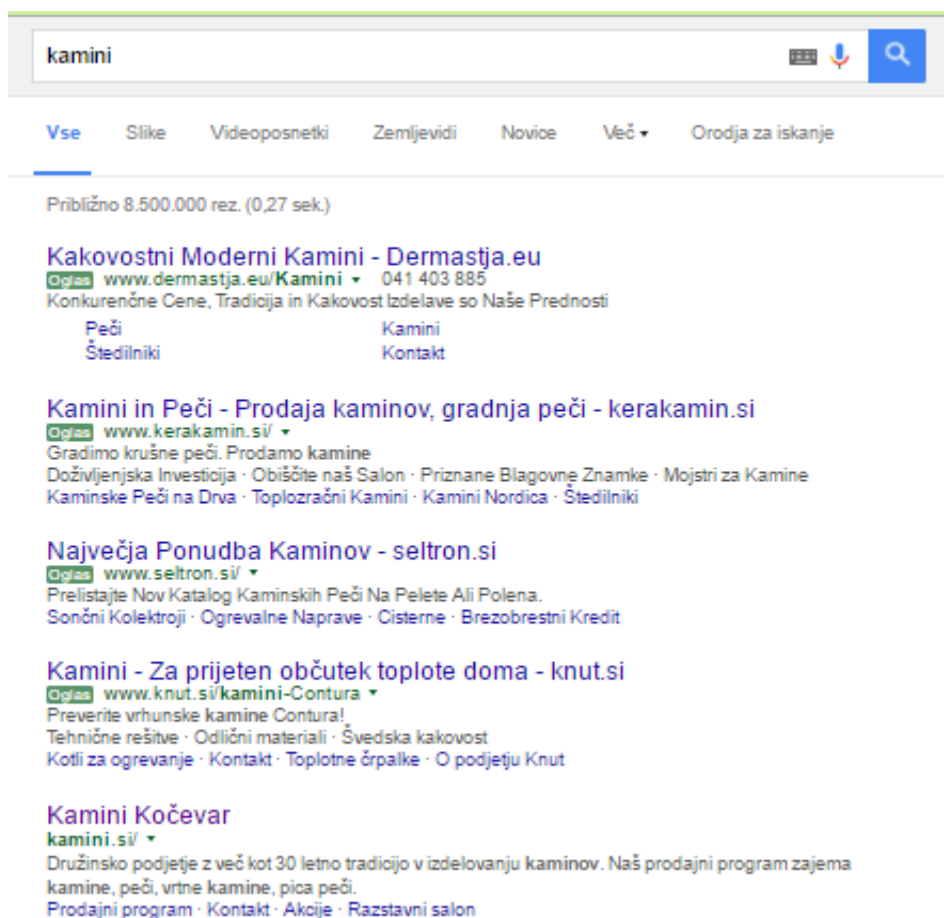 kamini
Vse Slike Videoposnetki Zemljevidi Novice Več Orodja za iskanje
Približno 8.500.000 rez. (0,27 sek.)
Kakovostni Moderni Kamini - Dermastja.eu
Oglas www.dermastja.eu/Kamini 041 403 885
Konkurenčne Cene, Tradicija in Kakovost Izdelave so Naše Prednosti
Peči Kamini
Štedilniki Kontakt
Kamini in Peči - Prodaja kaminov, gradnja peči - kerakamin.si
Oglas www.kerakamin.si/
Gradimo krušne peči. Prodamo kamine
Doživljenjska Investicija · Obiščite naš Salon · Priznane Blagovne Znamke · Mojstri za Kamine
Kaminske Peči na Drva · Toplozračni Kamini · Kamini Nordica · Štedilniki
Največja Ponudba Kaminov - seltron.si
Oglas www.seltron.si/
Prelistajte Nov Katalog Kaminskih Peči Na Pelete Ali Polena.
Sončni Kolektroji · Ogrevalne Naprave · Cisterne · Brezobrestni Kredit
Kamini - Za prijeten občutek toplote doma - knut.si
Oglas www.knut.si/kamini-Contura
Preverite vrhunske kamine Contura!
Tehnične rešitve · Odlični materiali · Švedska kakovost
Kotli za ogrevanje · Kontakt · Toplotne črpalke · O podjetju Knut
Kamini Kočevar
kamini.si/
Družinsko podjetje z več kot 30 letno tradicijo v izdelovanju kaminov. Naš prodajni program zajema
kamine, peči, vrtne kamine, pica peči.
Prodajni program · Kontakt · Akcije · Razstavni salon